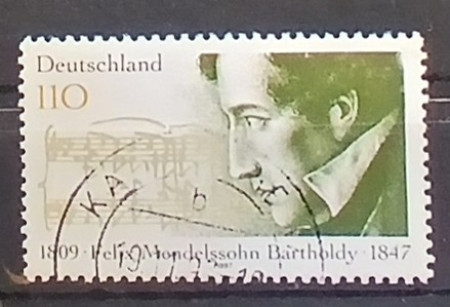 Deutschland
110
1809 · Felix Mendelssohn Bartholdy · 1847